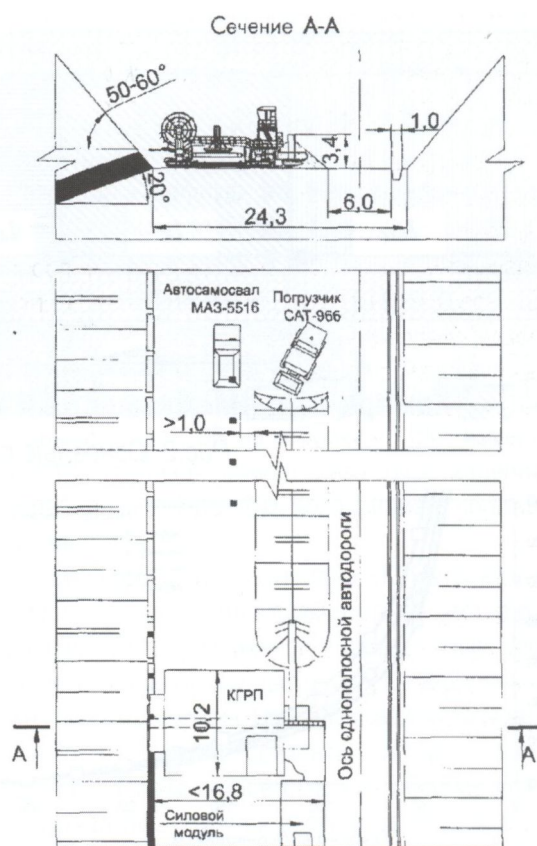 Сечение А-А
50-60°
1,0
3,4
20°
6,0
24,3
Автосамосвал
МАЗ-5516
Погрузчик
САТ-966
>1,0
Ось однополосной автодороги
КГРП
10,2
А
А
<16,8
Силовой
модуль